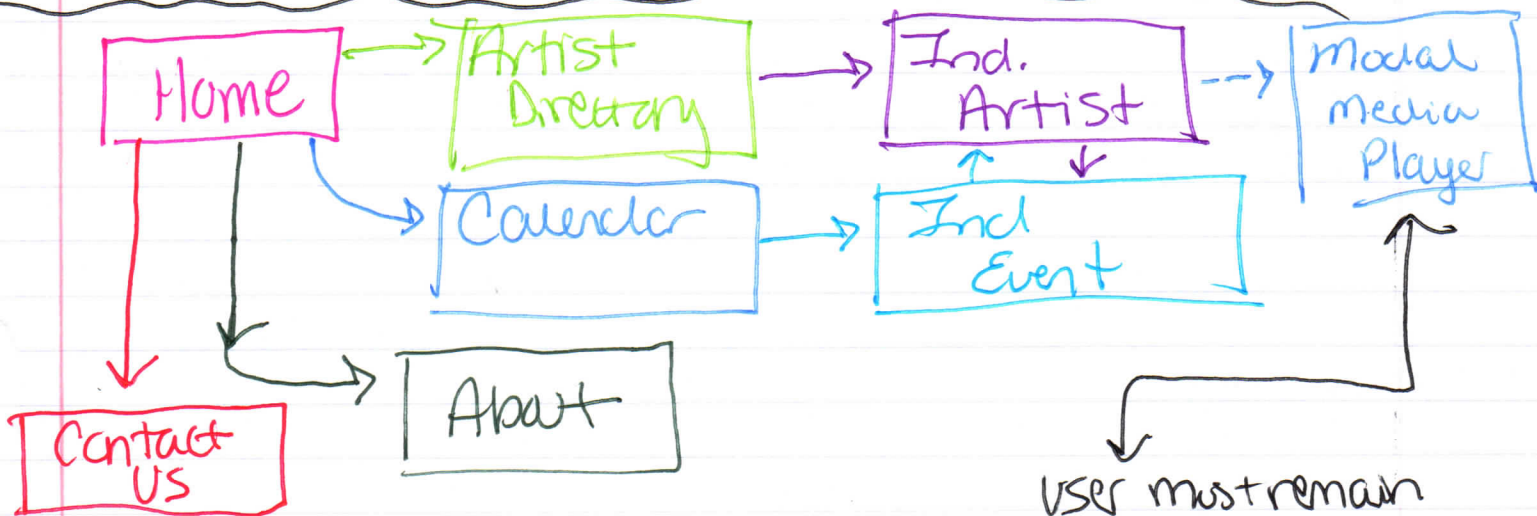 Home
Artist
Directory
Ind.
Artist
Modal
Media
Player
Calendar
Ind
Event
About
Contact
Us
User must remain